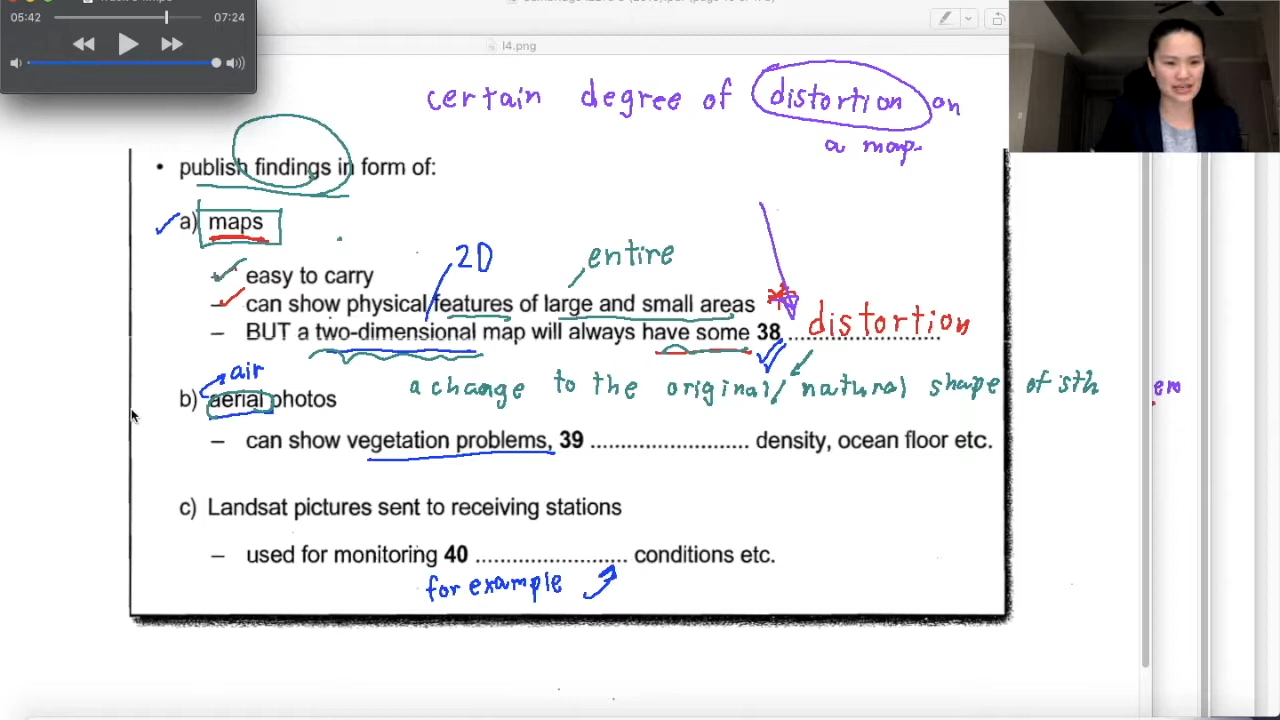 05:42
07:24
I4.png
certain degree of distortion on
a map
• publish findings in form of:
a) maps
2D
entire
easy to carry
– can show physical features of large and small areas
– BUT a two-dimensional map will always have some 38 ........................ distortion
air
a change to the original/natural shape of sth
b) aerial photos
– can show vegetation problems, 39 ........................ density, ocean floor etc.
c) Landsat pictures sent to receiving stations
– used for monitoring 40 ........................ conditions etc.
for example